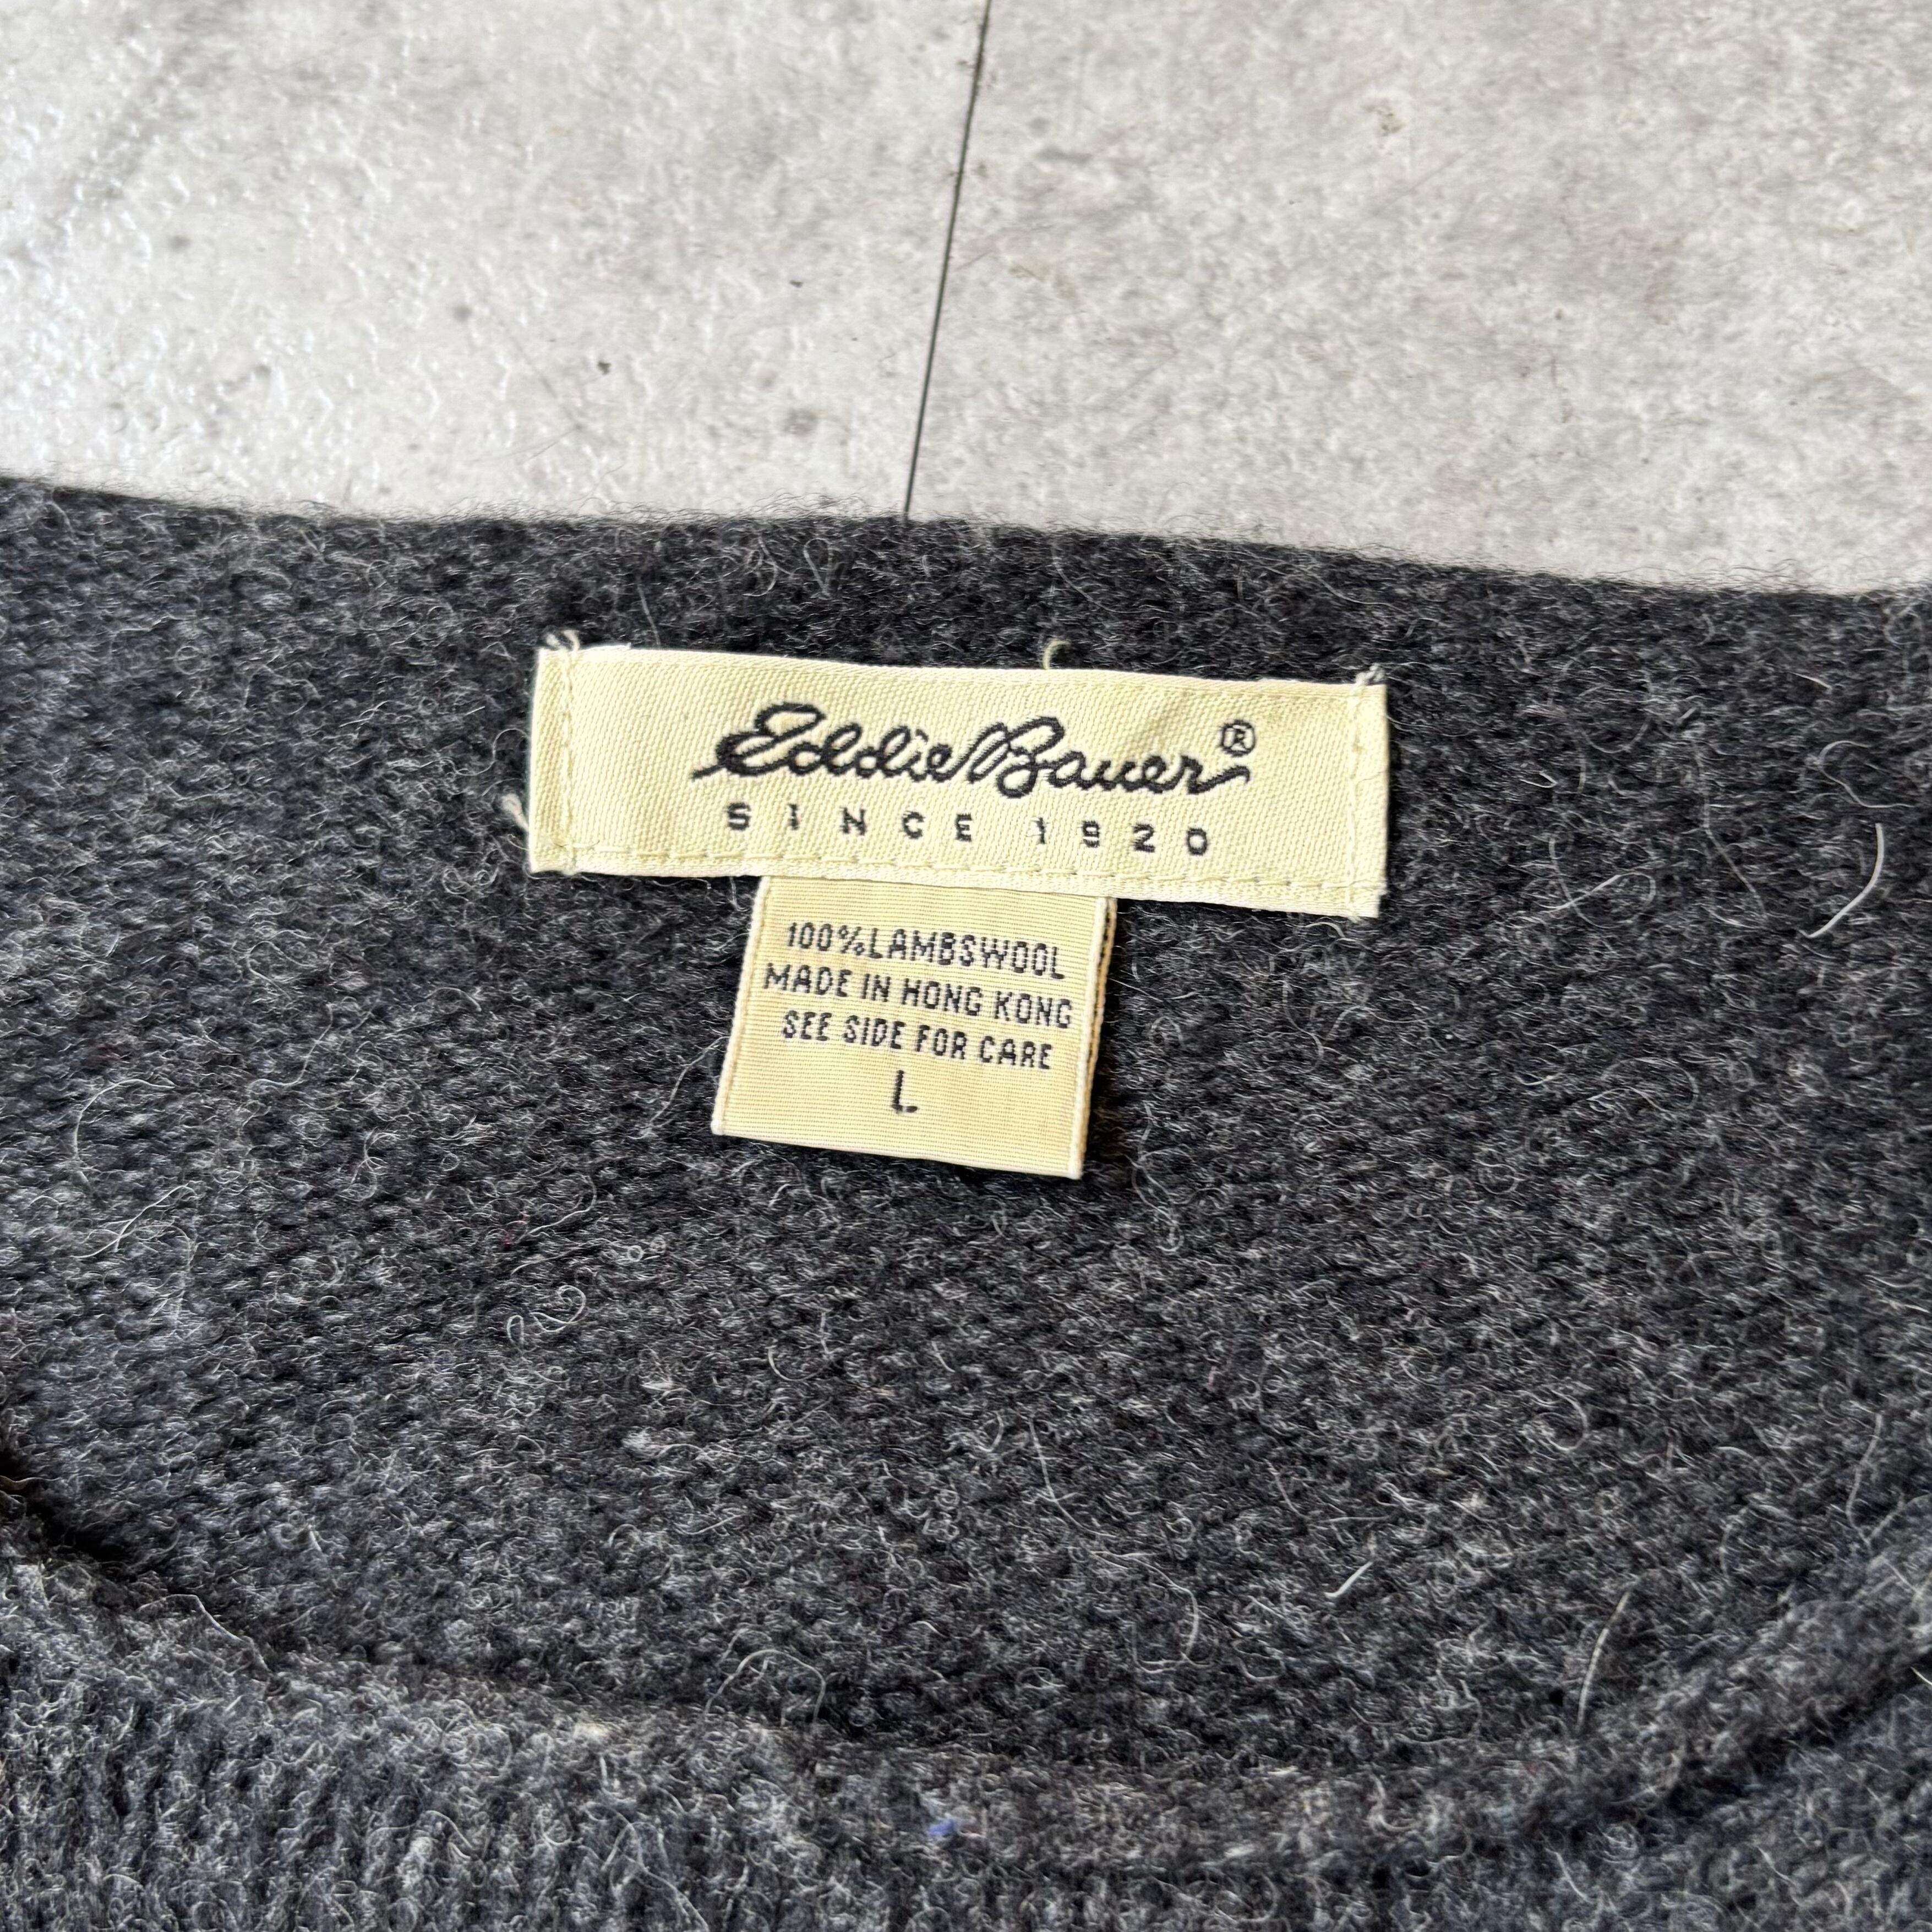 Eddie Bauer®
SINCE 1920
100%LAMBSWOOL
MADE IN HONG KONG
SEE SIDE FOR CARE
L